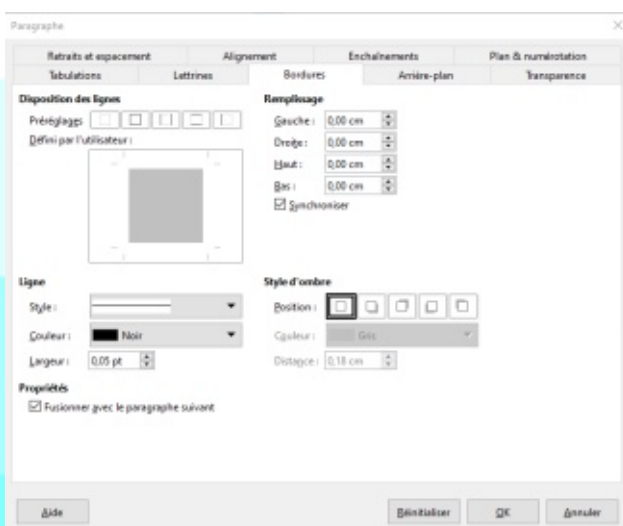 Paragraphe
Retraits et espacement Alignement Enchaînements Plan & numérotation
Tabulations Lettrines Bordures Arrière-plan Transparence
Disposition des lignes
Préréglages
Défini par l'utilisateur :
Remplissage
Gauche : 0,00 cm
Droite : 0,00 cm
Haut : 0,00 cm
Bas : 0,00 cm
Synchroniser
Ligne
Style :
Couleur : Noir
Largeur : 0,05 pt
Style d'ombre
Position :
Couleur : Gris
Distance : 0,18 cm
Propriétés
Fusionner avec le paragraphe suivant
Aide Réinitialiser OK Annuler